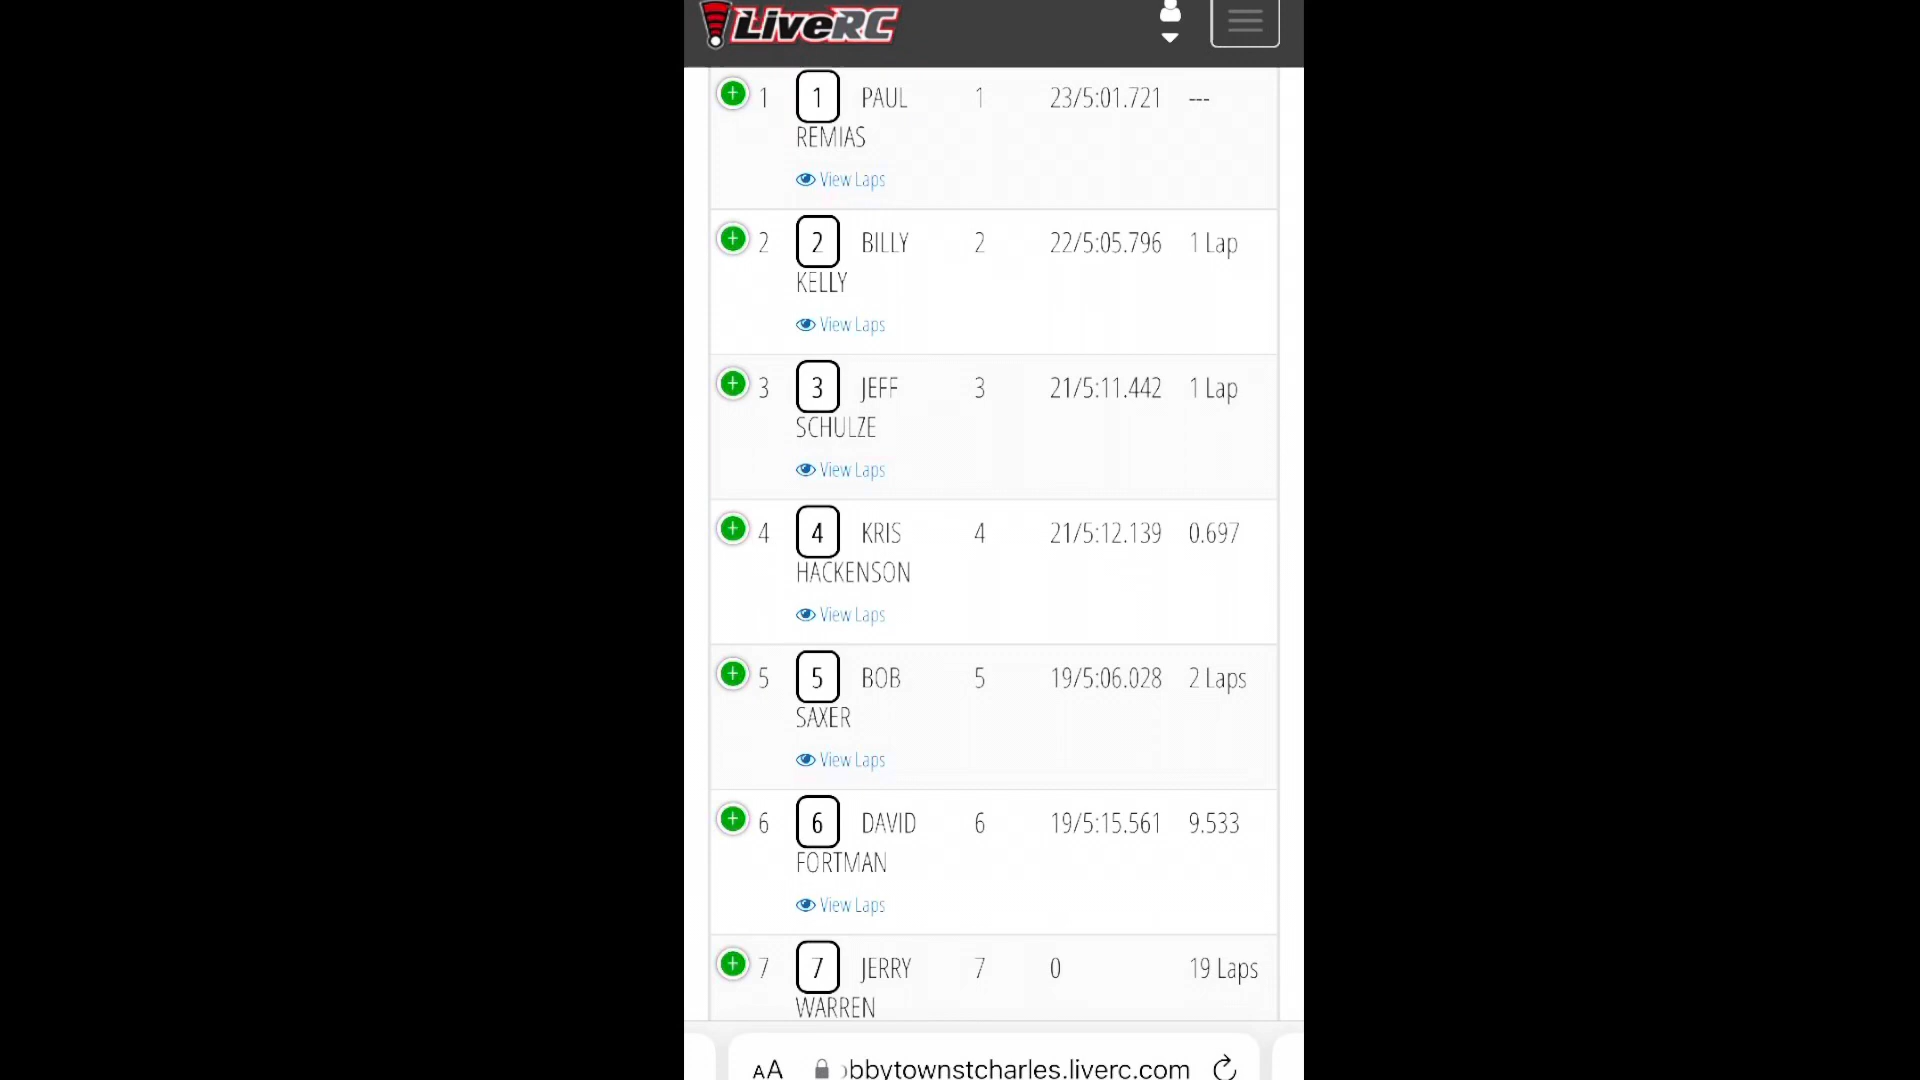 LiveRC
1 1 PAUL 1 23/5:01.721 ---
REMIAS
View Laps
2 2 BILLY 2 22/5:05.796 1 Lap
KELLY
View Laps
3 3 JEFF 3 21/5:11.442 1 Lap
SCHULZE
View Laps
4 4 KRIS 4 21/5:12.139 0.697
HACKENSON
View Laps
5 5 BOB 5 19/5:06.028 2 Laps
SAXER
View Laps
6 6 DAVID 6 19/5:15.561 9.533
FORTMAN
View Laps
7 7 JERRY 7 0 19 Laps
WARREN
AA bbytownstcharles.liverc.com